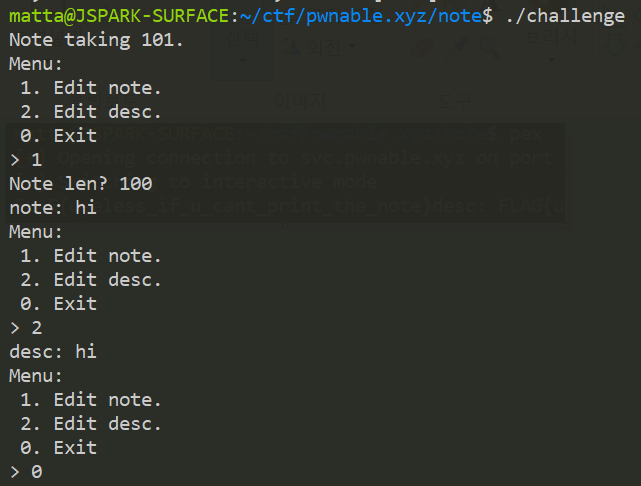 matta@JSPARK-SURFACE:~/ctf/pwnable.xyz/note$ ./challenge
Note taking 101.
Menu:
 1. Edit note.
 2. Edit desc.
 0. Exit
> 1
Note len? 100
note: hi
Menu:
 1. Edit note.
 2. Edit desc.
 0. Exit
> 2
desc: hi
Menu:
 1. Edit note.
 2. Edit desc.
 0. Exit
> 0